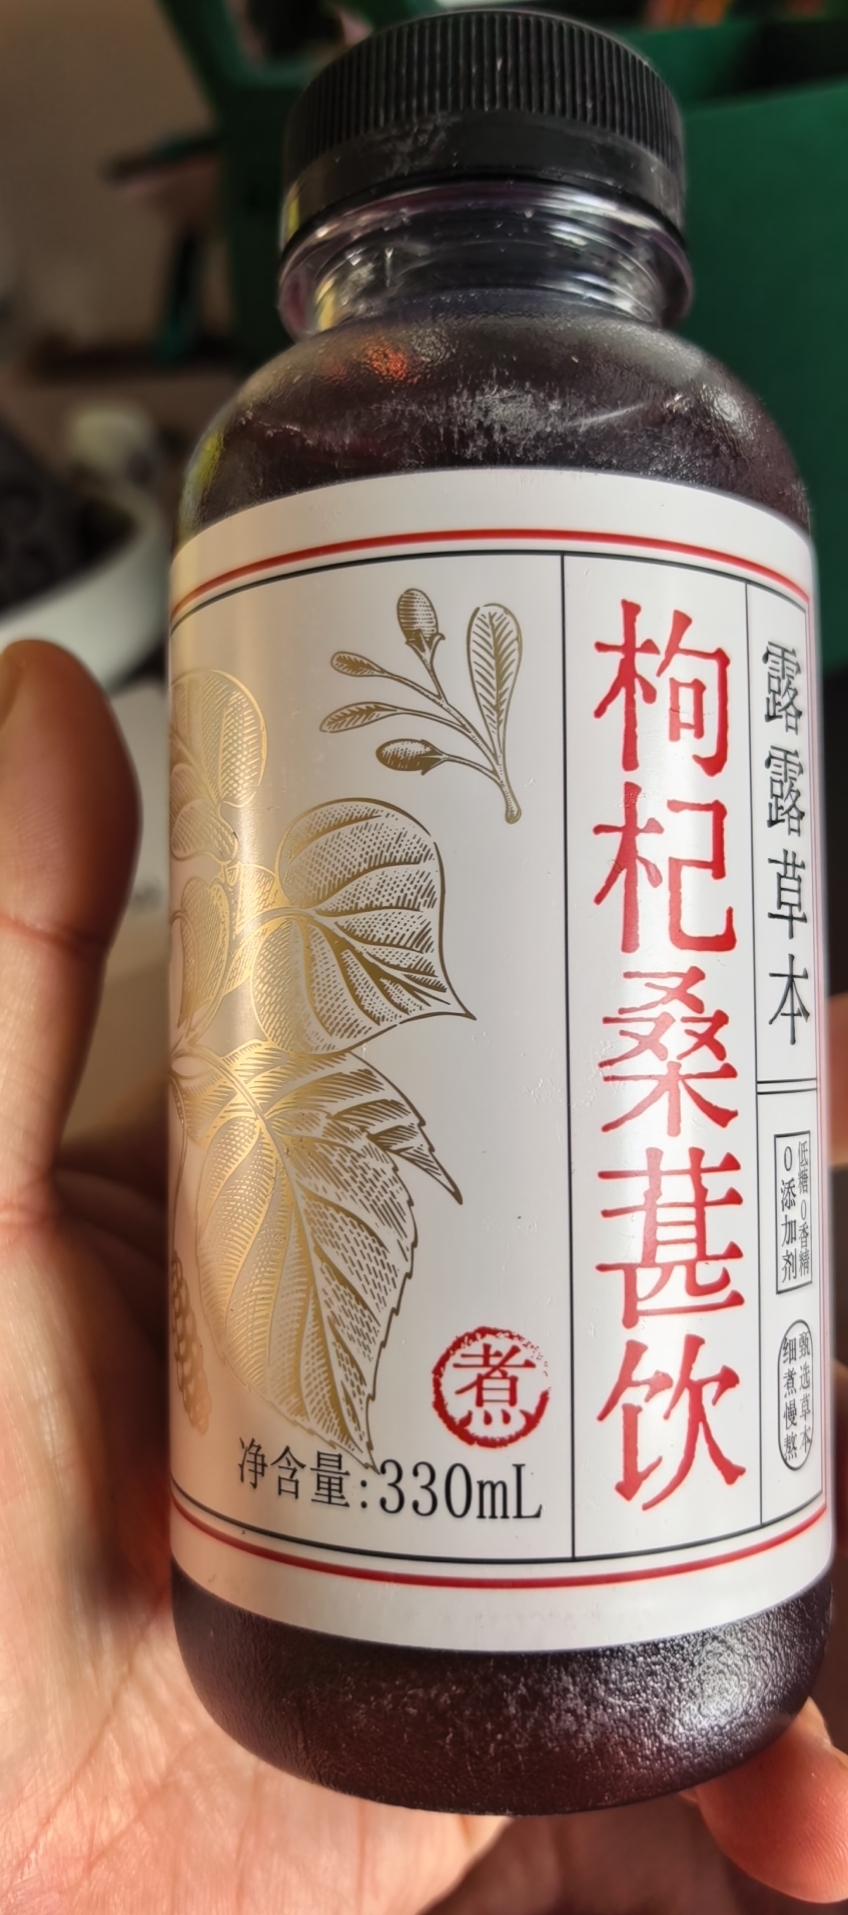 露露草本
低糖0香精
0添加剂
甄选草本
细煮慢熬
枸杞桑葚饮
煮
净含量:330mL